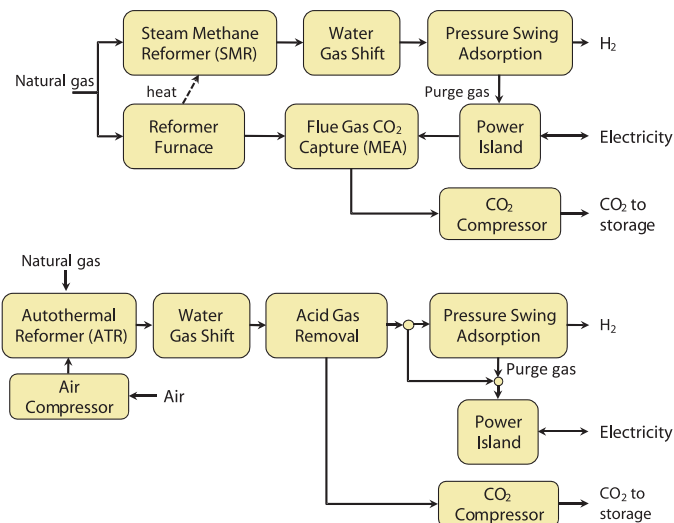 Steam Methane
Reformer (SMR)
Water
Gas Shift
Pressure Swing
Adsorption
H₂
Natural gas
heat
Purge gas
Reformer
Furnace
Flue Gas CO₂
Capture (MEA)
Power
Island
Electricity
CO₂
Compressor
CO₂ to
storage
Natural gas
Autothermal
Reformer (ATR)
Water
Gas Shift
Acid Gas
Removal
Pressure Swing
Adsorption
H₂
Purge gas
Air
Compressor
Air
Power
Island
Electricity
CO₂
Compressor
CO₂ to
storage